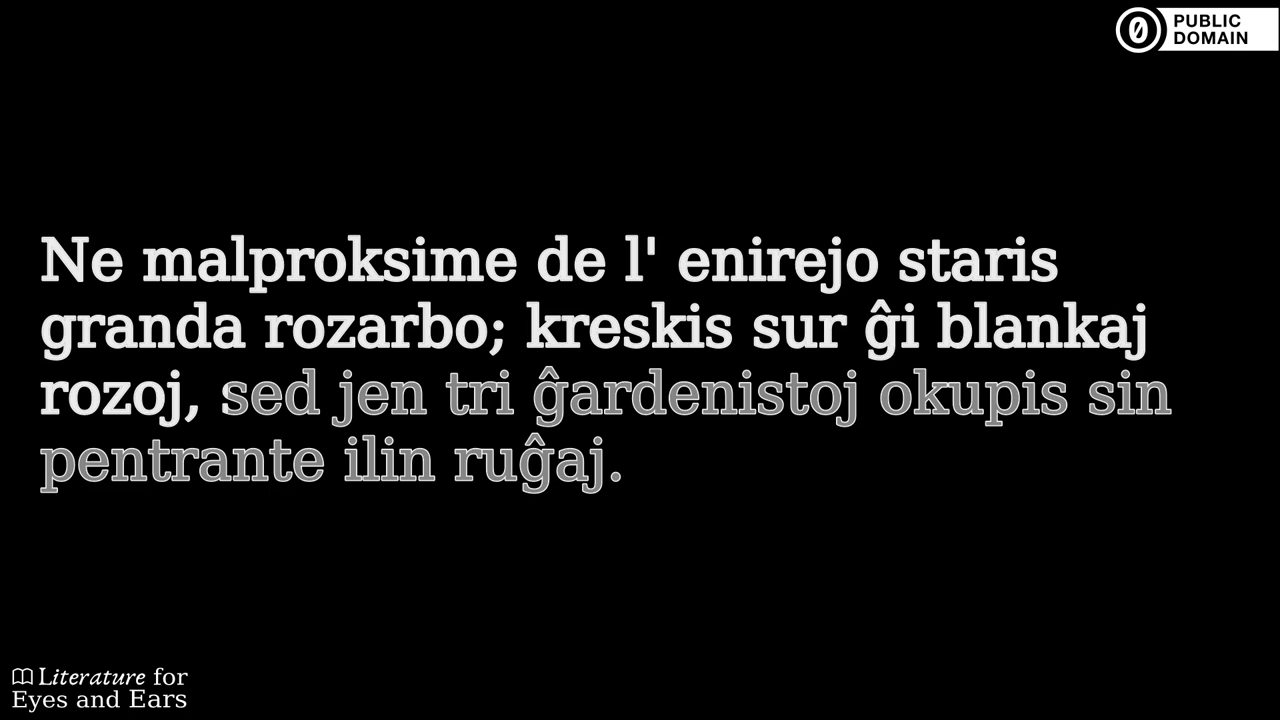 PUBLIC
DOMAIN
Ne malproksime de l' enirejo staris
granda rozarbo; kreskis sur ĝi blankaj
rozoj, sed jen tri ĝardenistoj okupis sin
pentrante ilin ruĝaj.
Literature for
Eyes and Ears